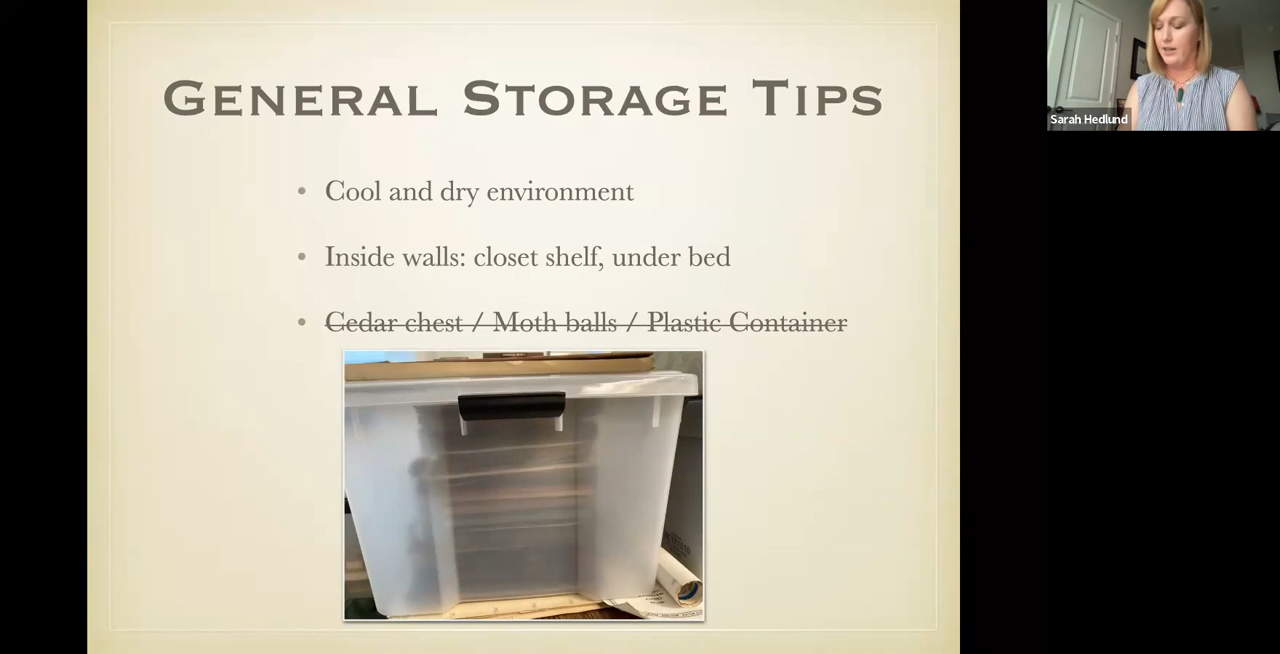 General Storage Tips
• Cool and dry environment
• Inside walls: closet shelf, under bed
• Cedar chest / Moth balls / Plastic Container
Sarah Hedlund